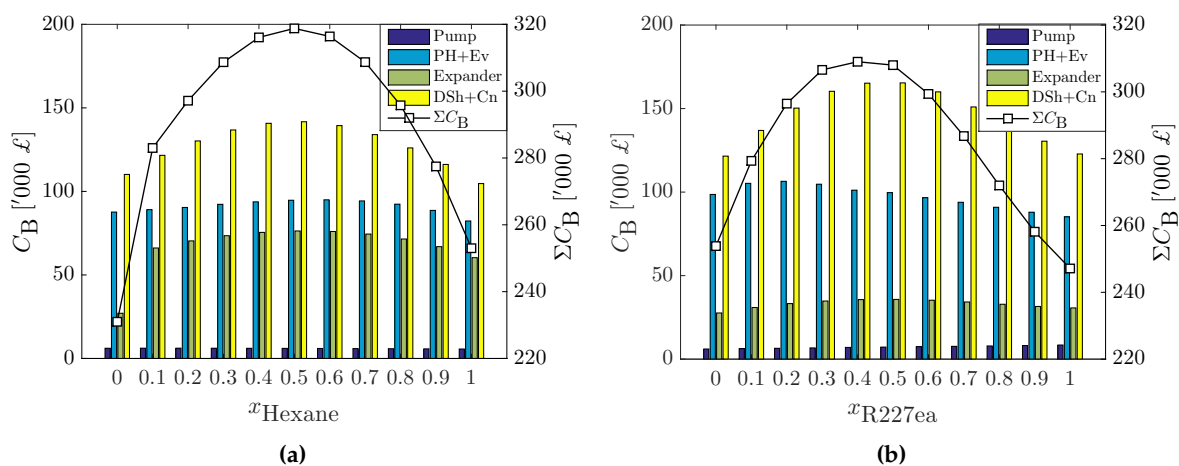 200
150
100
50
0
C_B ['000 £]
320
300
280
260
240
220
ΣC_B ['000 £]
Pump
PH+Ev
Expander
DSh+Cn
ΣC_B
0 0.1 0.2 0.3 0.4 0.5 0.6 0.7 0.8 0.9 1
x_Hexane
(a)
200
150
100
50
0
C_B ['000 £]
320
300
280
260
240
220
ΣC_B ['000 £]
Pump
PH+Ev
Expander
DSh+Cn
ΣC_B
0 0.1 0.2 0.3 0.4 0.5 0.6 0.7 0.8 0.9 1
x_R227ea
(b)